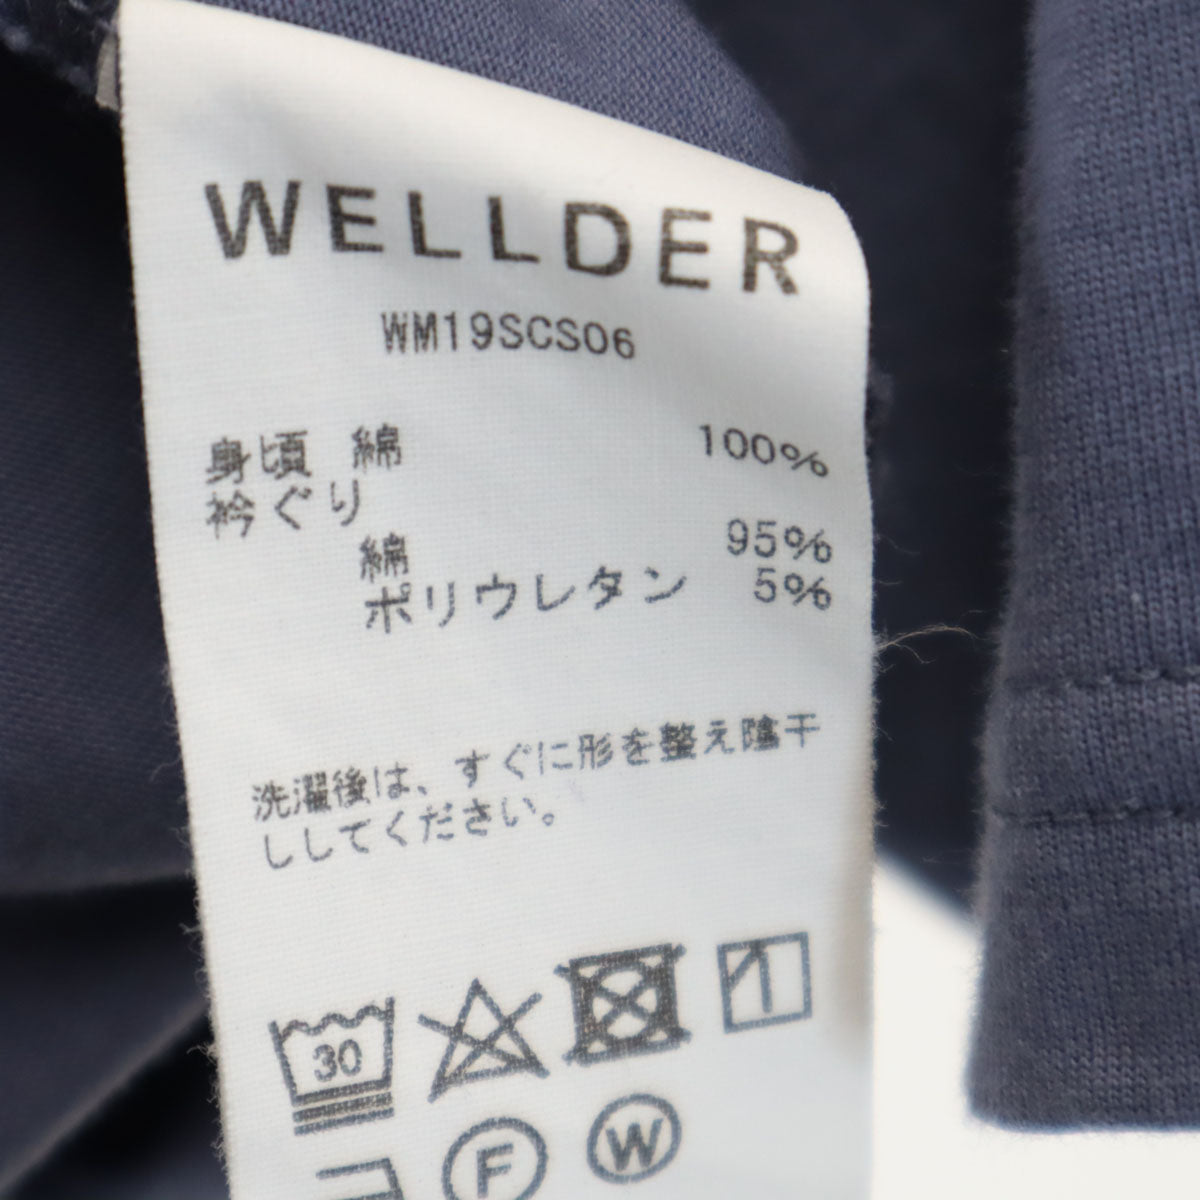 WELLDER
WM19SCS06
身頃 綿 100%
衿ぐり
綿 95%
ポリウレタン 5%
洗濯後は、すぐに形を整え陰干
ししてください。
30
F W